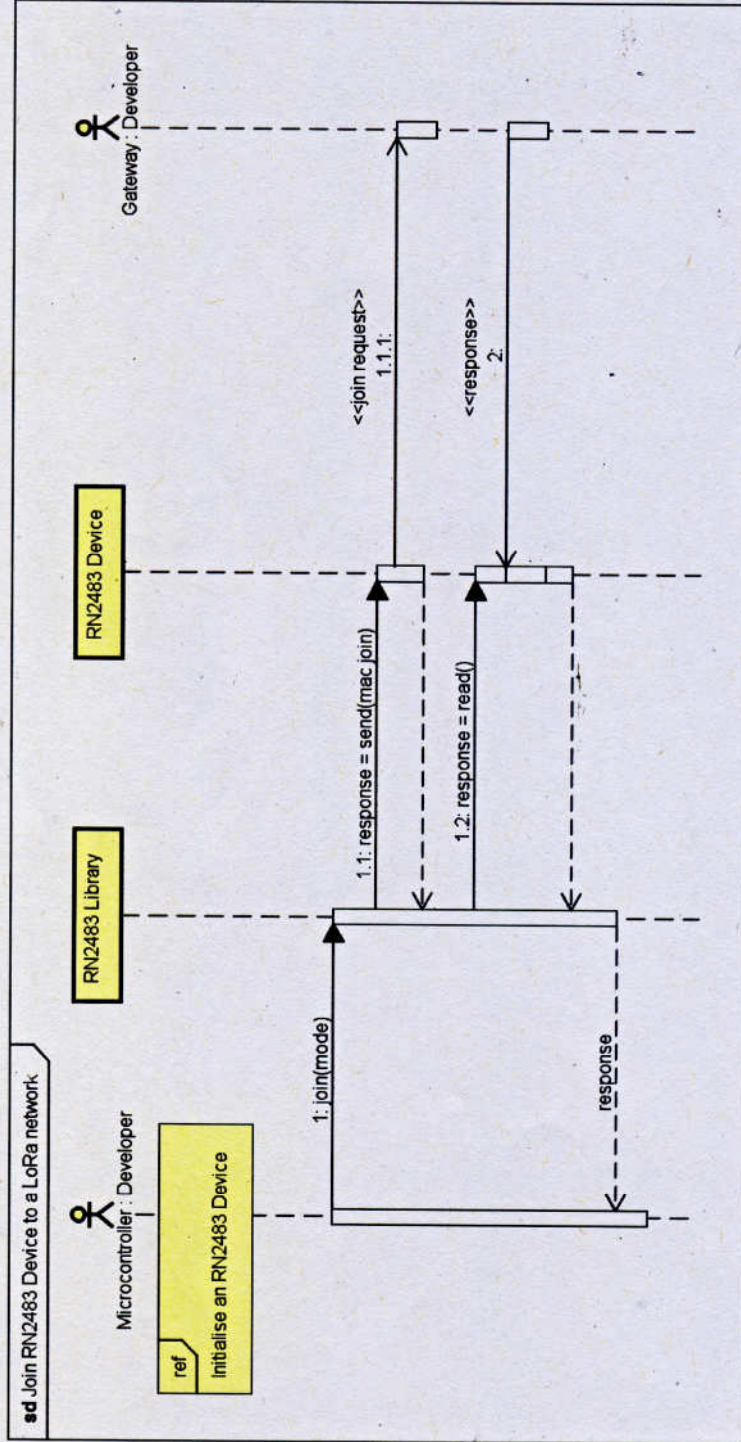 sd Join RN2483 Device to a LoRa network
Microcontroller : Developer
RN2483 Library
RN2483 Device
Gateway : Developer
ref
Initialise an RN2483 Device
1: join(mode)
1.1: response = send(mac join)
<<join request>>
1.1.1:
1.2: response = read()
<<response>>
2:
response